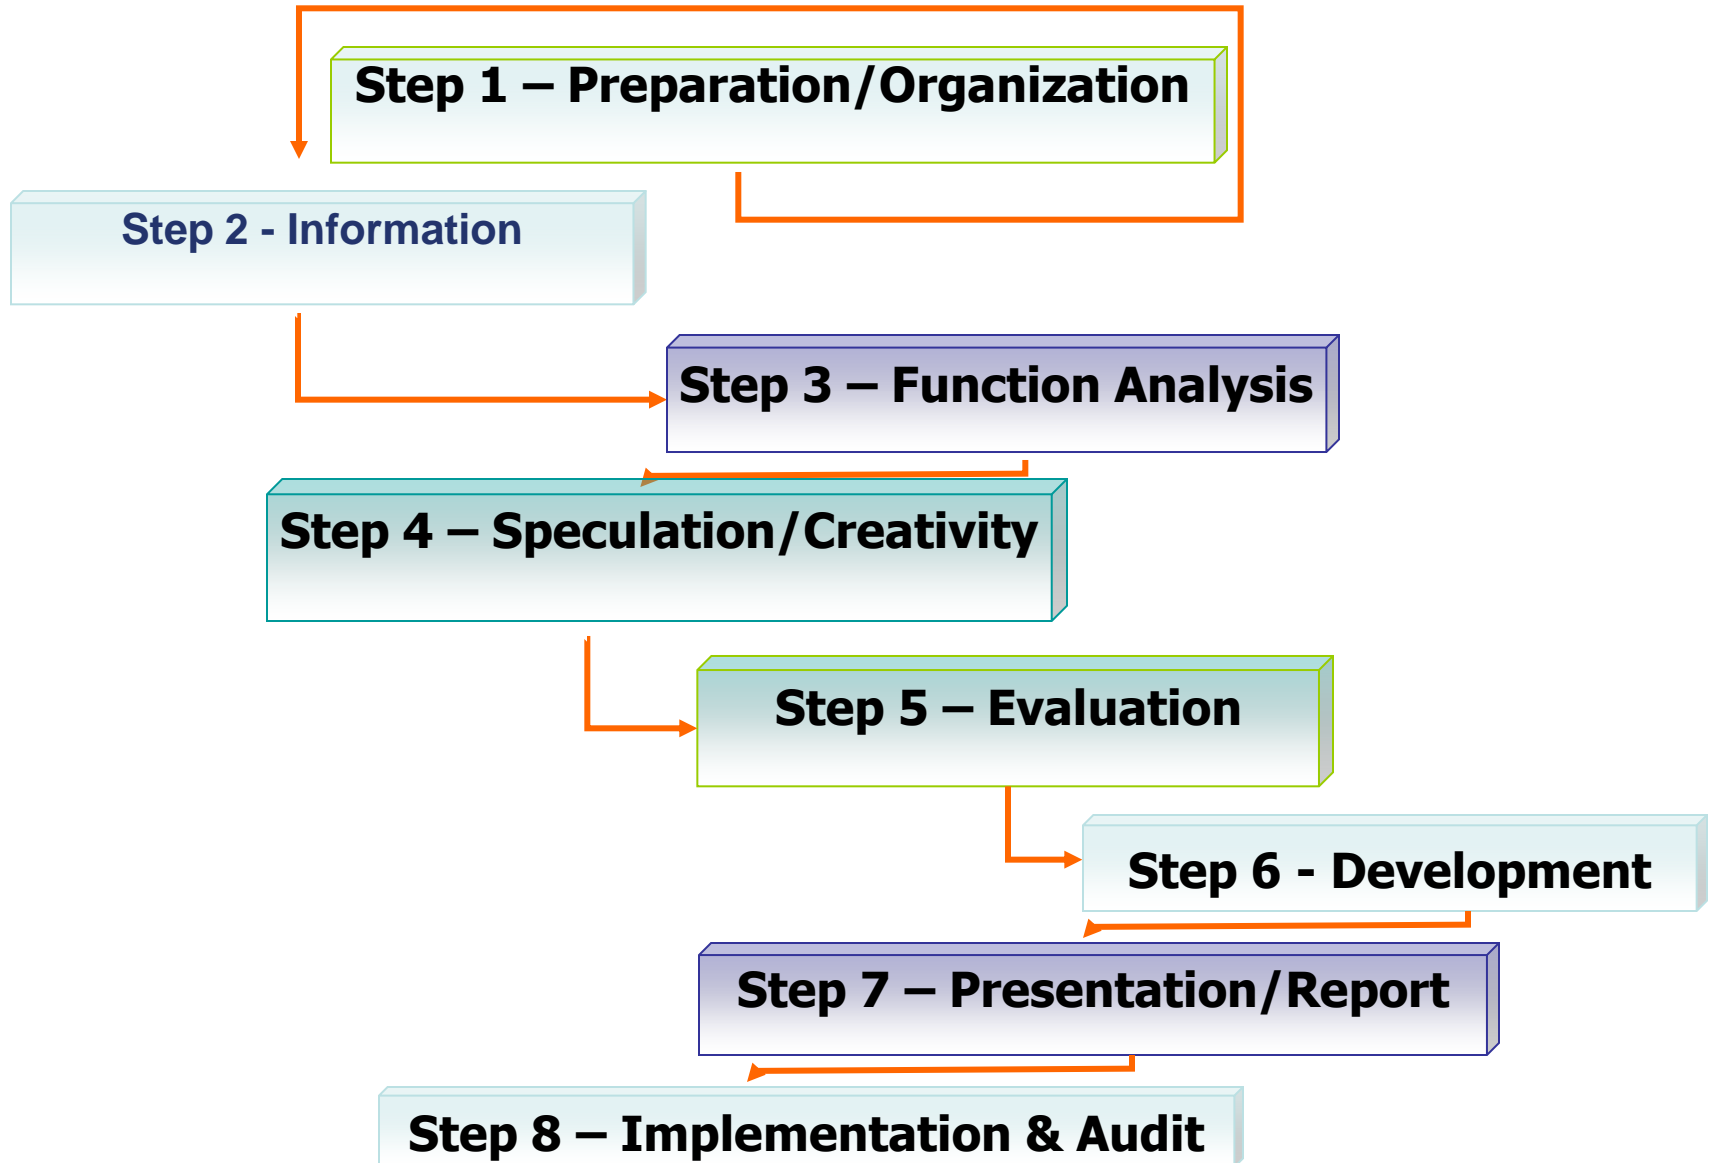 Step 1 – Preparation/Organization
Step 2 - Information
Step 3 – Function Analysis
Step 4 – Speculation/Creativity
Step 5 – Evaluation
Step 6 - Development
Step 7 – Presentation/Report
Step 8 – Implementation & Audit